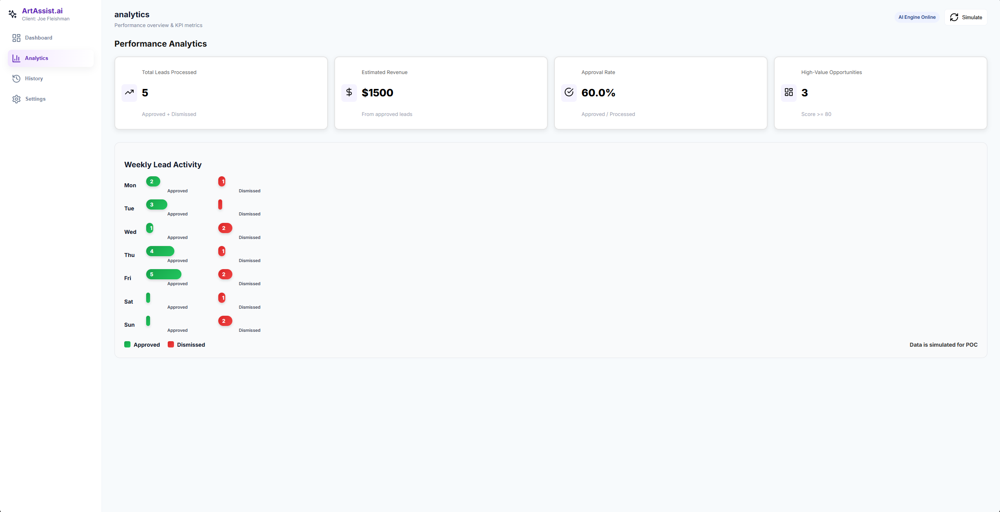 ArtAssist.ai
Client: Joe Fleishman
Dashboard
Analytics
History
Settings
analytics
Performance overview & KPI metrics
AI Engine Online
Simulate
Performance Analytics
Total Leads Processed
5
Approved + Dismissed
Estimated Revenue
$1500
From approved leads
Approval Rate
60.0%
Approved / Processed
High-Value Opportunities
3
Score >= 80
Weekly Lead Activity
Mon 2 Approved 1 Dismissed
Tue 3 Approved Dismissed
Wed 1 Approved 2 Dismissed
Thu 4 Approved 1 Dismissed
Fri 5 Approved 2 Dismissed
Sat Approved 1 Dismissed
Sun Approved 2 Dismissed
Approved Dismissed
Data is simulated for POC